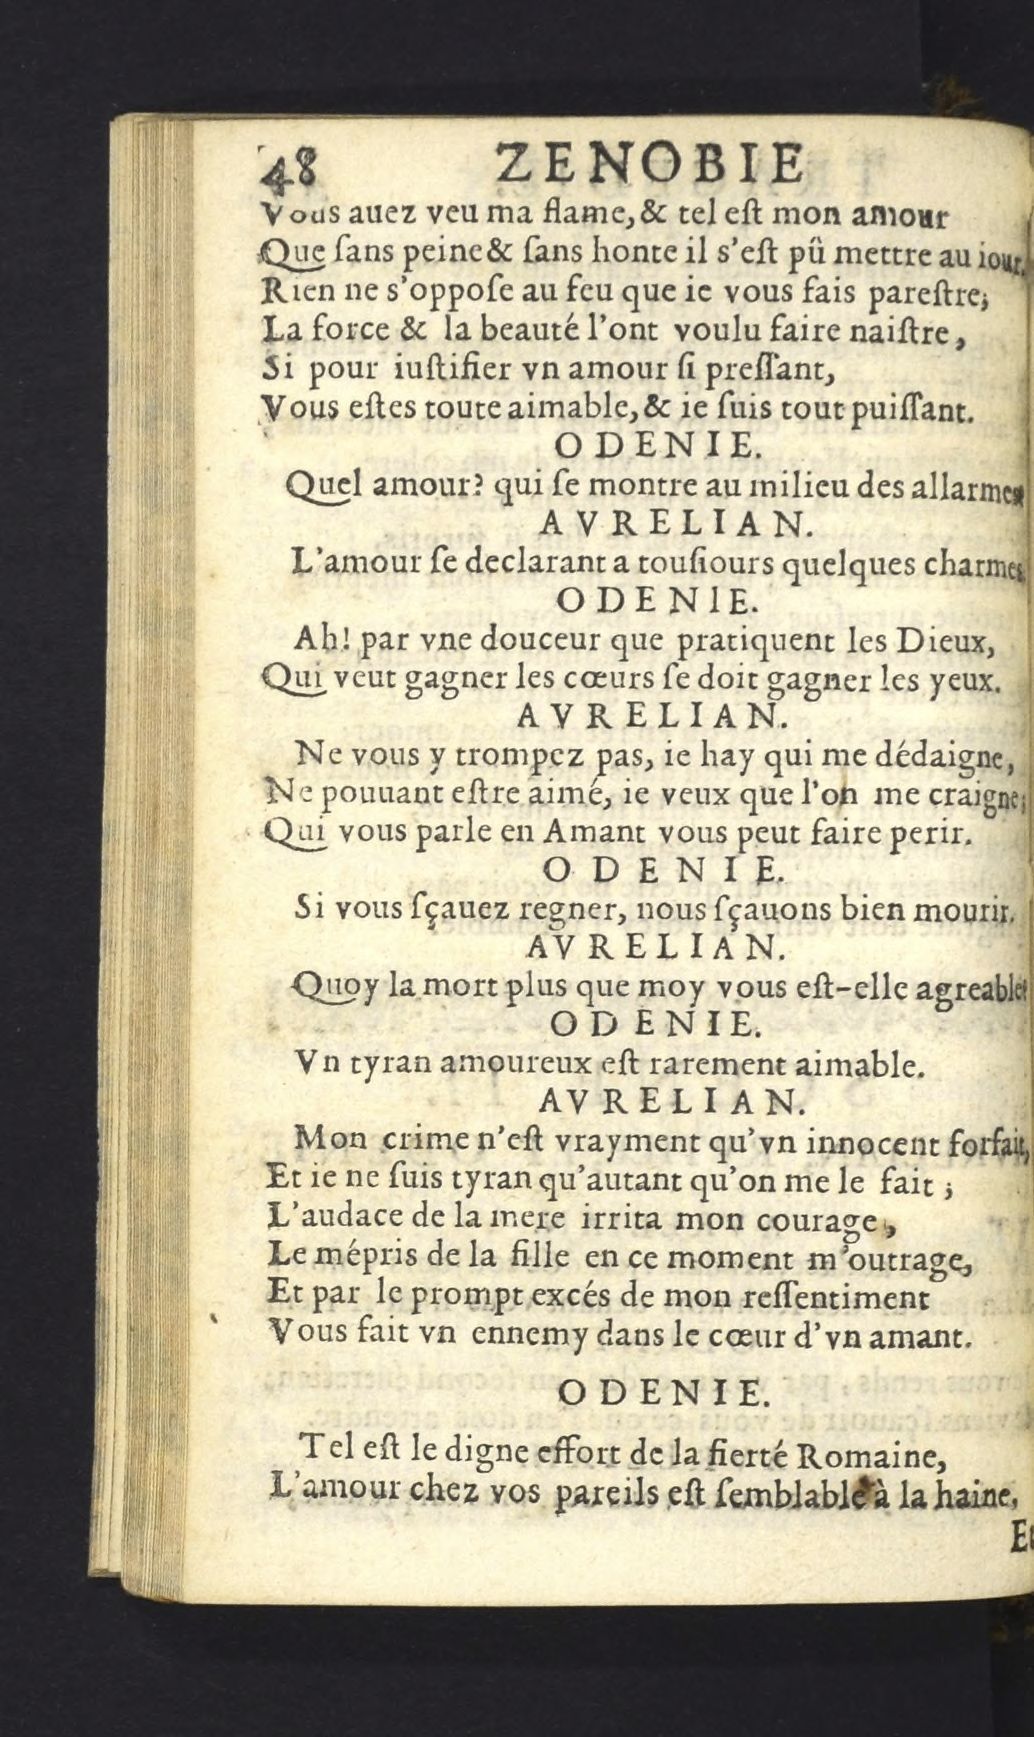 48 ZENOBIE
Vous auez veu ma flame, & tel eſt mon amour
Que ſans peine & ſans honte il s'eſt pû mettre au iour,
Rien ne s'oppoſe au feu que ie vous fais pareſtre;
La force & la beauté l'ont voulu faire naiſtre,
Si pour iuſtifier vn amour ſi preſſant,
Vous eſtes toute aimable, & ie ſuis tout puiſſant.
ODENIE.
Quel amour? qui ſe montre au milieu des allarmes
AVRELIAN.
L'amour ſe declarant a touſiours quelques charmes
ODENIE.
Ah! par vne douceur que pratiquent les Dieux,
Qui veut gagner les cœurs ſe doit gagner les yeux.
AVRELIAN.
Ne vous y trompez pas, ie hay qui me dédaigne,
Ne pouuant eſtre aimé, ie veux que l'on me craigne;
Qui vous parle en Amant vous peut faire perir.
ODENIE.
Si vous ſçauez regner, nous ſçauons bien mourir.
AVRELIAN.
Quoy la mort plus que moy vous eſt-elle agreable?
ODENIE.
Vn tyran amoureux eſt rarement aimable.
AVRELIAN.
Mon crime n'eſt vrayment qu'vn innocent forfait,
Et ie ne ſuis tyran qu'autant qu'on me le fait;
L'audace de la mere irrita mon courage,
Le mépris de la fille en ce moment m'outrage,
Et par le prompt excés de mon reſſentiment
Vous fait vn ennemy dans le cœur d'vn amant.
ODENIE.
Tel eſt le digne effort de la fierté Romaine,
L'amour chez vos pareils eſt ſemblable à la haine,
Et